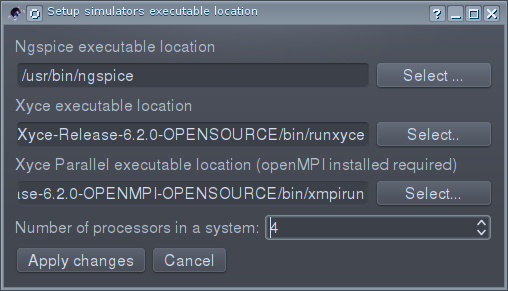 Setup simulators executable location
Ngspice executable location
/usr/bin/ngspice
Select ...
Xyce executable location
Xyce-Release-6.2.0-OPENSOURCE/bin/runxyce
Select..
Xyce Parallel executable location (openMPI installed required)
ase-6.2.0-OPENMPI-OPENSOURCE/bin/xmpirun
Select...
Number of processors in a system:
4
Apply changes
Cancel